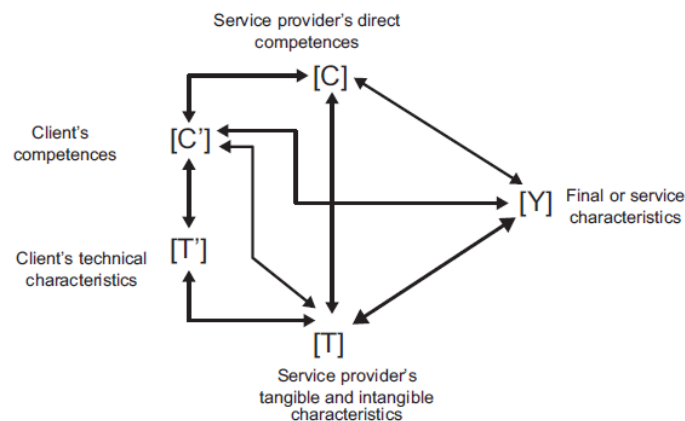 Service provider's direct
competences
[C]
Client's
competences
[C']
[Y]
Final or service
characteristics
Client's technical
characteristics
[T']
[T]
Service provider's
tangible and intangible
characteristics